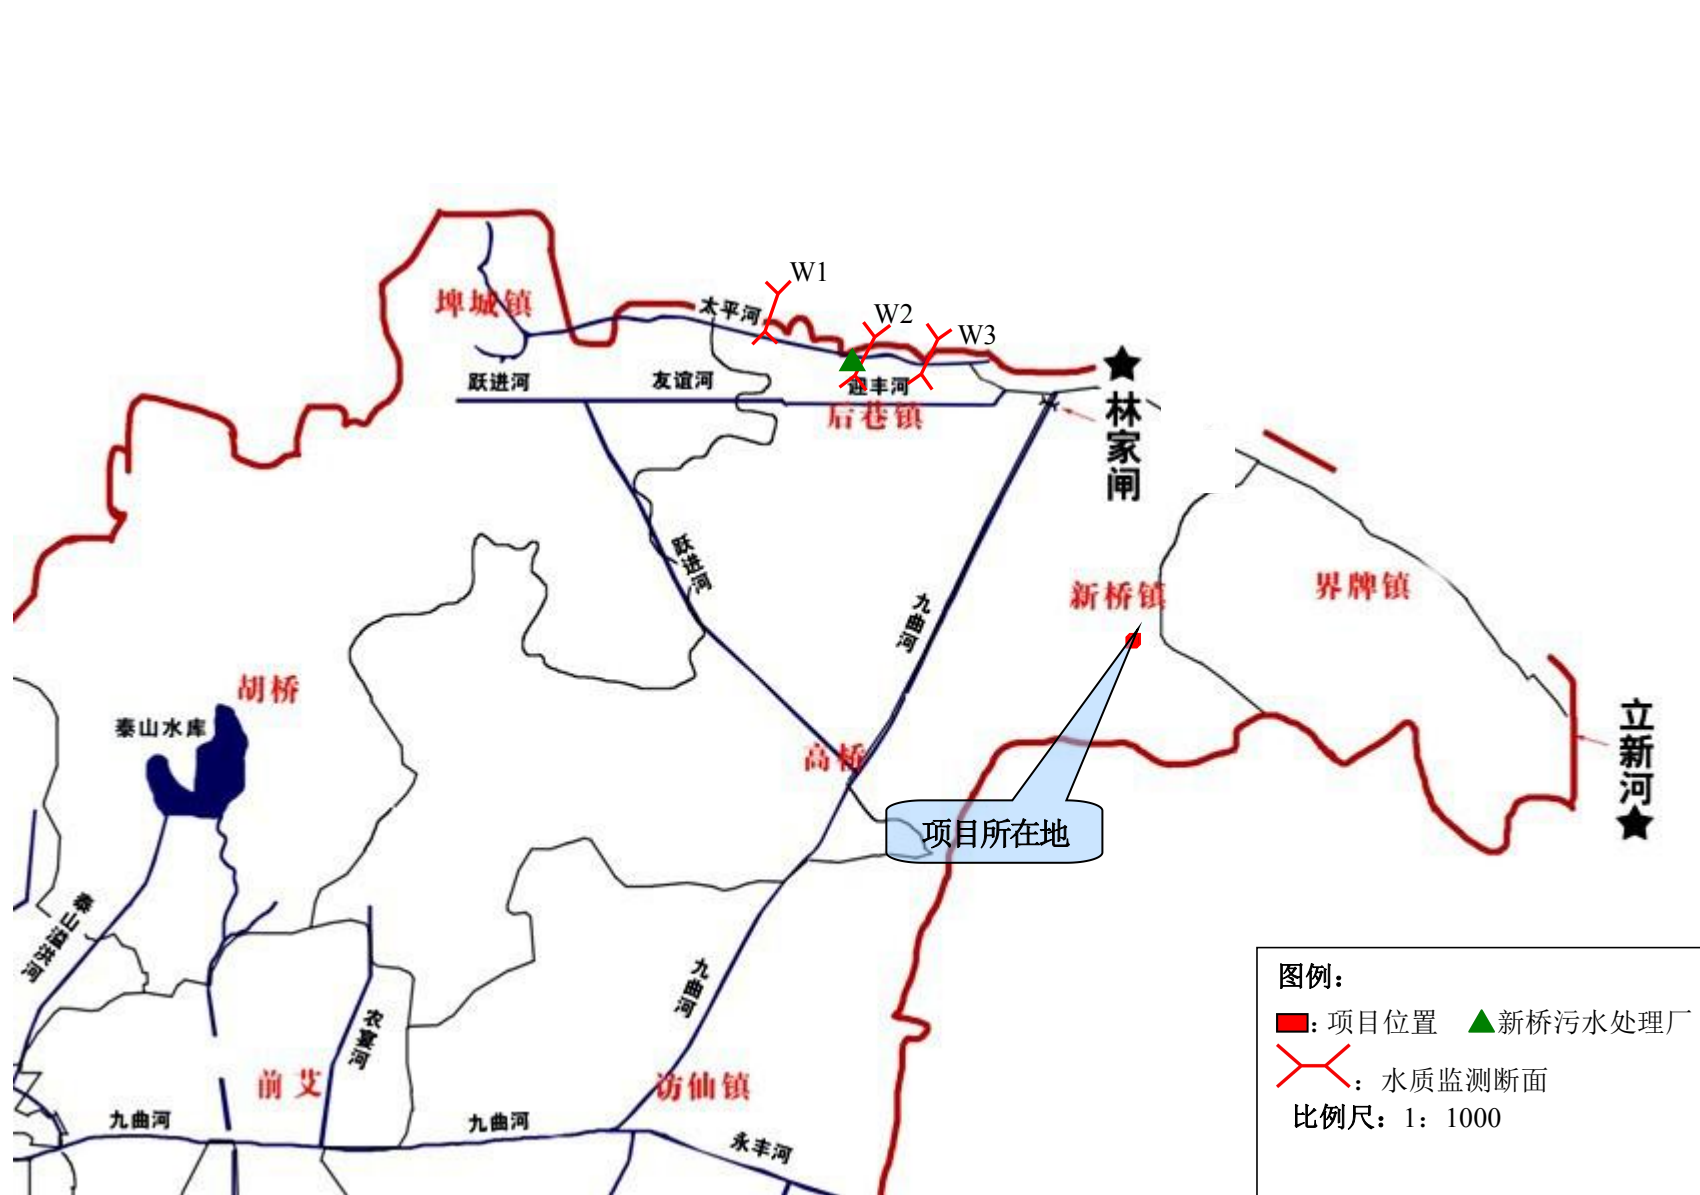 W1
埤城镇
太平河
W2
W3
跃进河
友谊河
迎丰河
后巷镇
林家闸
跃进河
九曲河
新桥镇
界牌镇
胡桥
泰山水库
高桥
立新河
项目所在地
泰山溢洪河
九曲河
农宴河
前艾
访仙镇
九曲河
九曲河
永丰河
图例：
：项目位置 新桥污水处理厂
：水质监测断面
比例尺：1：1000